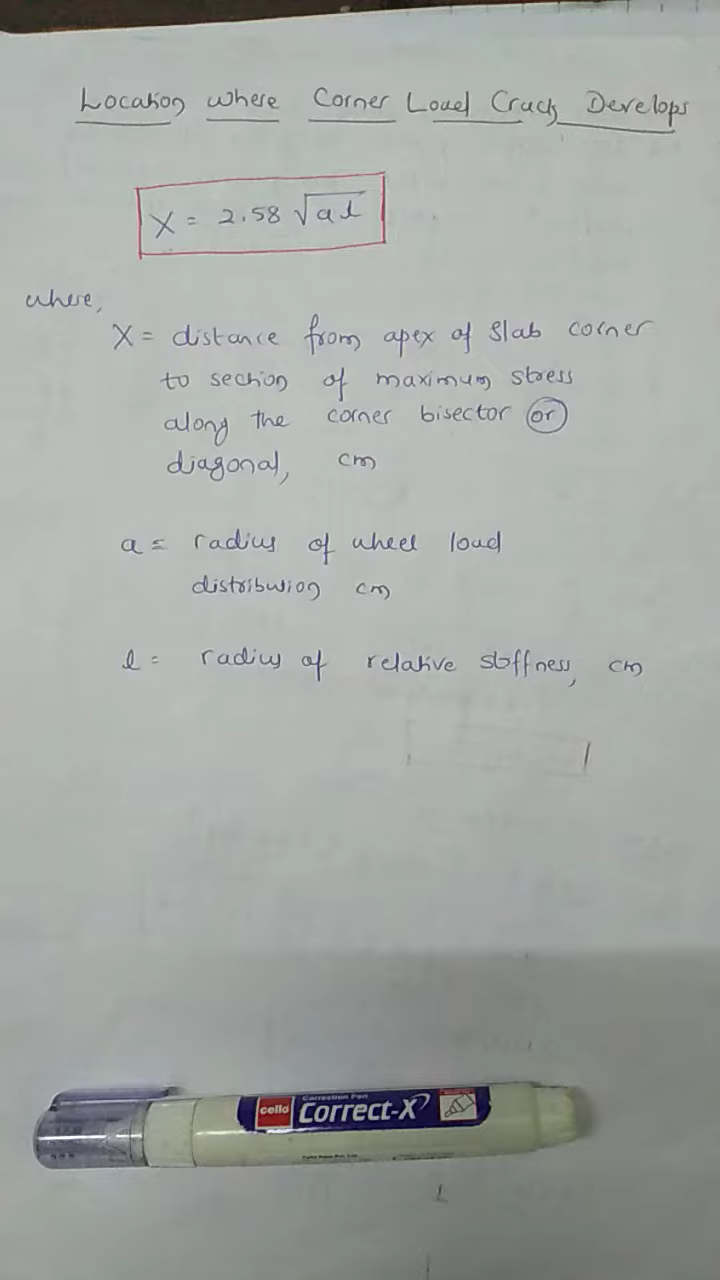 Location where Corner Load Crack Develops
X = 2.58 √al
where,
X = distance from apex of slab corner
to section of maximum stress
along the corner bisector or
diagonal, cm
a = radius of wheel load
distribution cm
l = radius of relative stiffness, cm
Correction Pen
cello Correct-X